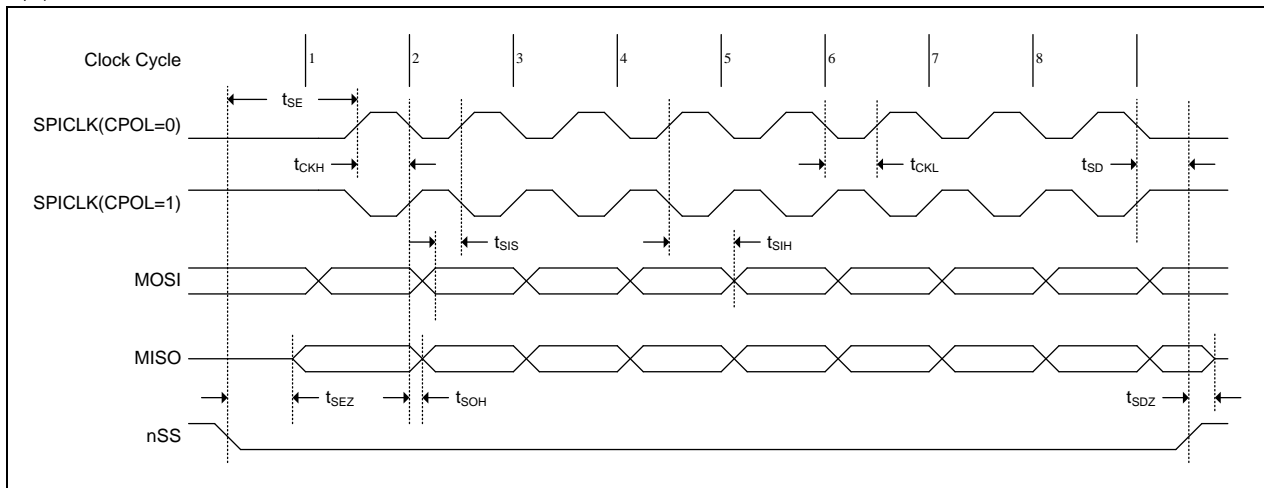 Clock Cycle 1 2 3 4 5 6 7 8
tSE
SPICLK(CPOL=0)
tCKH tCKL tSD
SPICLK(CPOL=1)
tSIS tSIH
MOSI
MISO
tSEZ tSOH tSDZ
nSS